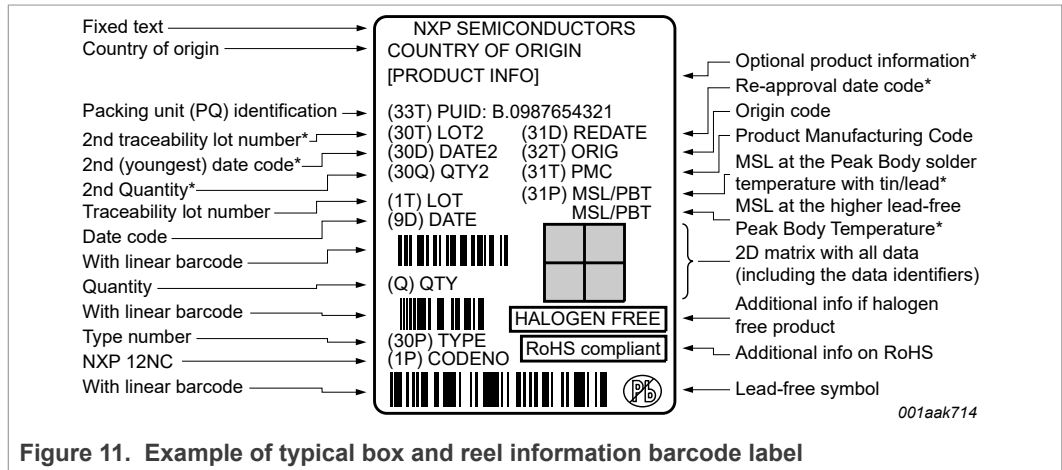 Fixed text
Country of origin
Packing unit (PQ) identification
2nd traceability lot number*
2nd (youngest) date code*
2nd Quantity*
Traceability lot number
Date code
With linear barcode
Quantity
With linear barcode
Type number
NXP 12NC
With linear barcode
NXP SEMICONDUCTORS
COUNTRY OF ORIGIN
[PRODUCT INFO]
(33T) PUID: B.0987654321
(30T) LOT2 (31D) REDATE
(30D) DATE2 (32T) ORIG
(30Q) QTY2 (31T) PMC
(31P) MSL/PBT
(1T) LOT MSL/PBT
(9D) DATE
(Q) QTY
HALOGEN FREE
(30P) TYPE
RoHS compliant
(1P) CODENO
Pb
Optional product information*
Re-approval date code*
Origin code
Product Manufacturing Code
MSL at the Peak Body solder
temperature with tin/lead*
MSL at the higher lead-free
Peak Body Temperature*
2D matrix with all data
(including the data identifiers)
Additional info if halogen
free product
Additional info on RoHS
Lead-free symbol
001aak714
Figure 11. Example of typical box and reel information barcode label